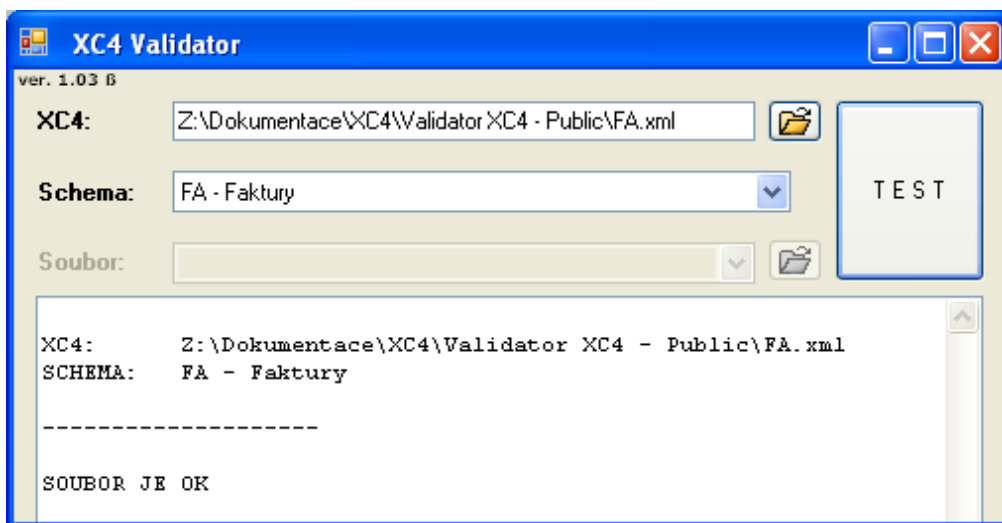 XC4 Validator
ver. 1.03 ß
XC4: Z:\Dokumentace\XC4\Validator XC4 - Public\FA.xml
Schema: FA - Faktury
TEST
Soubor:
XC4: Z:\Dokumentace\XC4\Validator XC4 - Public\FA.xml
SCHEMA: FA - Faktury
--------------------
SOUBOR JE OK